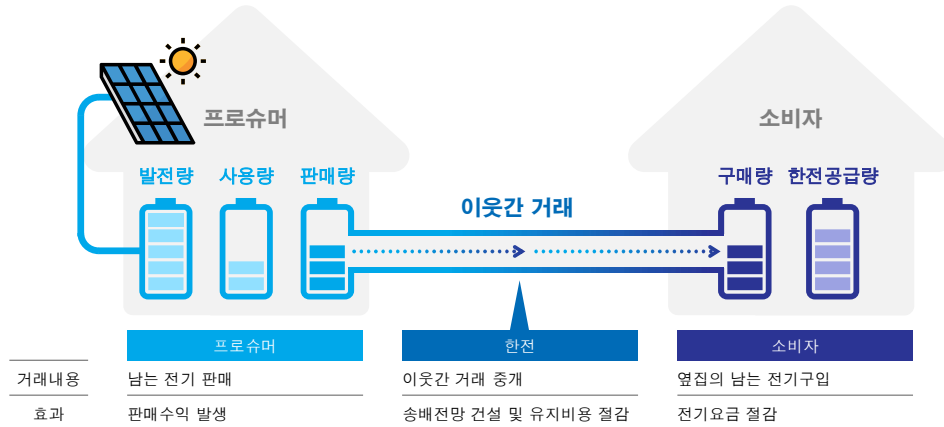 프로슈머
소비자
발전량 사용량 판매량
구매량 한전공급량
이웃간 거래
프로슈머 한전 소비자
거래내용 남는 전기 판매 이웃간 거래 중개 옆집의 남는 전기구입
효과 판매수익 발생 송배전망 건설 및 유지비용 절감 전기요금 절감